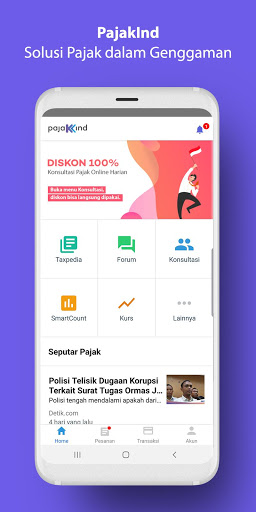 PajakInd
Solusi Pajak dalam Genggaman
pajakind
1
DISKON 100%
Konsultasi Pajak Online Harian
Buka menu Konsultasi,
diskon bisa langsung dipakai.
Taxpedia
Forum
Konsultasi
SmartCount
Kurs
Lainnya
Seputar Pajak
Polisi Telisik Dugaan Korupsi
Terkait Surat Tugas Ormas J...
Polisi tengah mendalami apakah dari...
Detik.com
4 hari yang lalu
Home
Pesanan
Transaksi
Akun